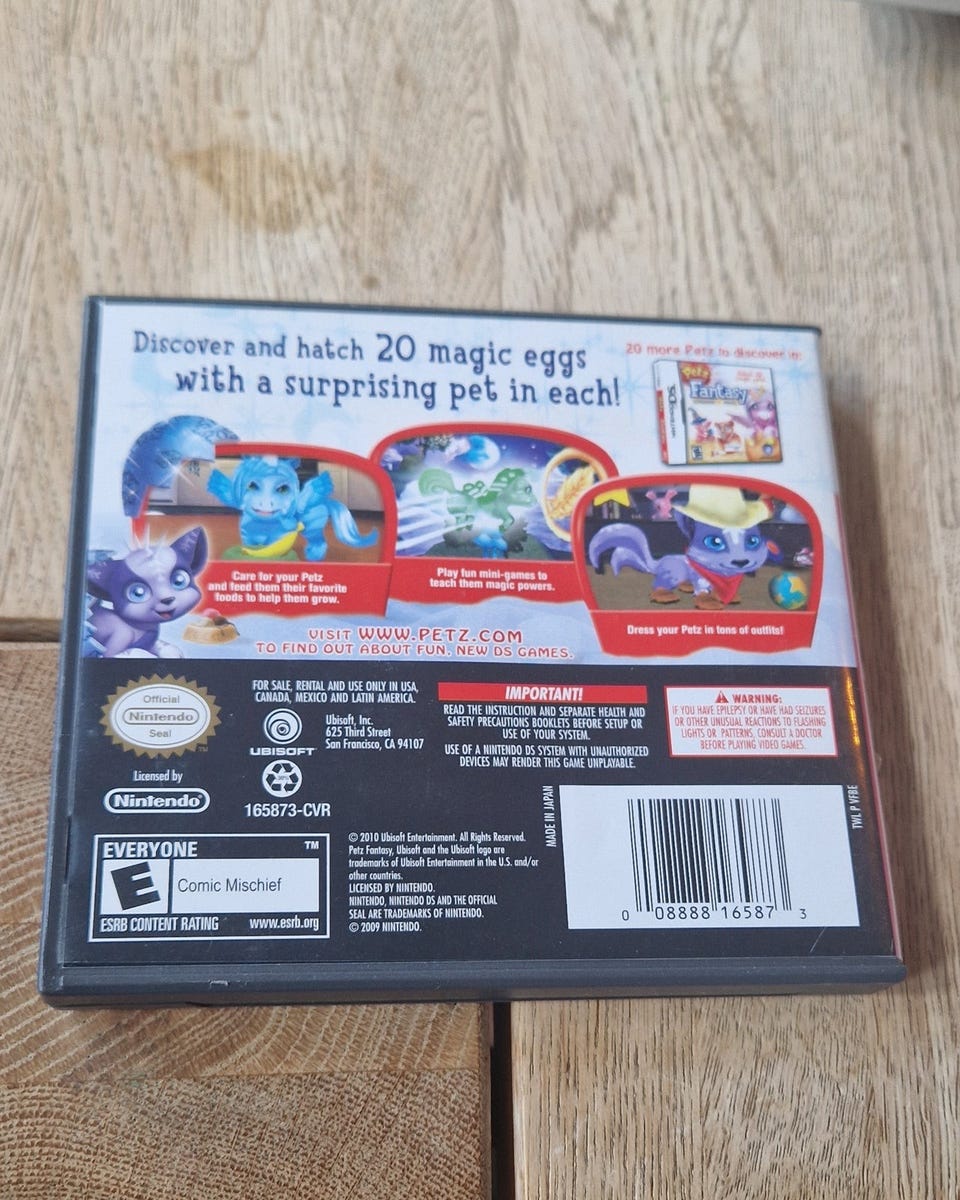 Discover and hatch 20 magic eggs
with a surprising pet in each!
20 more Petz to discover in:
Petz
Fantasy
Care for your Petz
and feed them their favorite
foods to help them grow.
Play fun mini-games to
teach them magic powers.
Dress your Petz in tons of outfits!
VISIT WWW.PETZ.COM
TO FIND OUT ABOUT FUN, NEW DS GAMES.
Official
Nintendo
Seal
TM
Licensed by
Nintendo
FOR SALE, RENTAL AND USE ONLY IN USA,
CANADA, MEXICO AND LATIN AMERICA.
UBISOFT
Ubisoft, Inc.
625 Third Street
San Francisco, CA 94107
165873-CVR
IMPORTANT!
READ THE INSTRUCTION AND SEPARATE HEALTH AND
SAFETY PRECAUTIONS BOOKLETS BEFORE SETUP OR
USE OF YOUR SYSTEM.
USE OF A NINTENDO DS SYSTEM WITH UNAUTHORIZED
DEVICES MAY RENDER THIS GAME UNPLAYABLE.
WARNING:
IF YOU HAVE EPILEPSY OR HAVE HAD SEIZURES
OR OTHER UNUSUAL REACTIONS TO FLASHING
LIGHTS OR PATTERNS, CONSULT A DOCTOR
BEFORE PLAYING VIDEO GAMES.
EVERYONE TM
E
Comic Mischief
ESRB CONTENT RATING www.esrb.org
© 2010 Ubisoft Entertainment. All Rights Reserved.
Petz Fantasy, Ubisoft and the Ubisoft logo are
trademarks of Ubisoft Entertainment in the U.S. and/or
other countries.
LICENSED BY NINTENDO.
NINTENDO, NINTENDO DS AND THE OFFICIAL
SEAL ARE TRADEMARKS OF NINTENDO.
© 2009 NINTENDO.
MADE IN JAPAN
0 08888 16587 3
TWL P VFBE